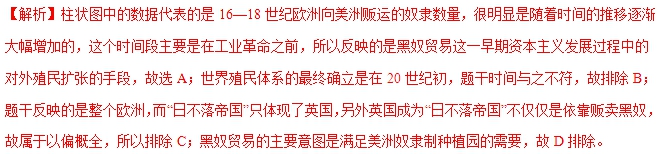 【解析】柱状图中的数据代表的是 16—18 世纪欧洲向美洲贩运的奴隶数量，很明显是随着时间的推移逐渐
大幅增加的，这个时间段主要是在工业革命之前，所以反映的是黑奴贸易这一早期资本主义发展过程中的
对外殖民扩张的手段，故选 A；世界殖民体系的最终确立是在 20 世纪初，题干时间与之不符，故排除 B；
题干反映的是整个欧洲，而“日不落帝国”只体现了英国，另外英国成为“日不落帝国”不仅仅是依靠贩卖黑奴，
故属于以偏概全，所以排除 C；黑奴贸易的主要意图是满足美洲奴隶制种植园的需要，故 D 排除。